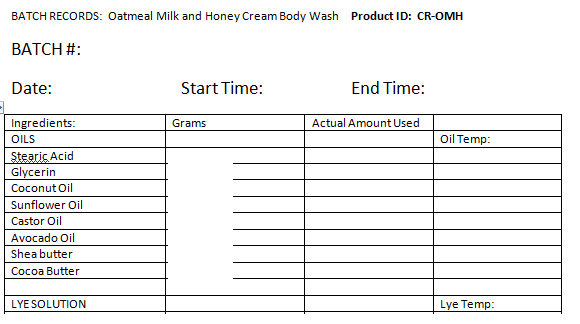 BATCH RECORDS: Oatmeal Milk and Honey Cream Body Wash Product ID: CR-OMH
BATCH #:
Date: Start Time: End Time:
Ingredients: Grams Actual Amount Used
OILS Oil Temp:
Stearic Acid
Glycerin
Coconut Oil
Sunflower Oil
Castor Oil
Avocado Oil
Shea butter
Cocoa Butter
LYE SOLUTION Lye Temp: